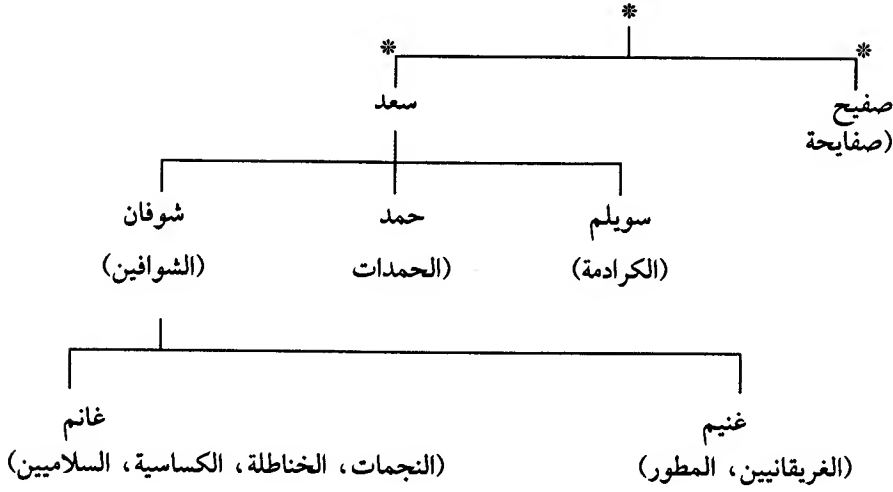 *
* *
صفيح سعد
(صفايحة
سويلم حمد شوفان
(الكرادمة) (الحمدات) (الشوافين)
غنيم غانم
(الغريقانيين، المطور) (النجمات، الخناطلة، الكساسية، السلاميين)